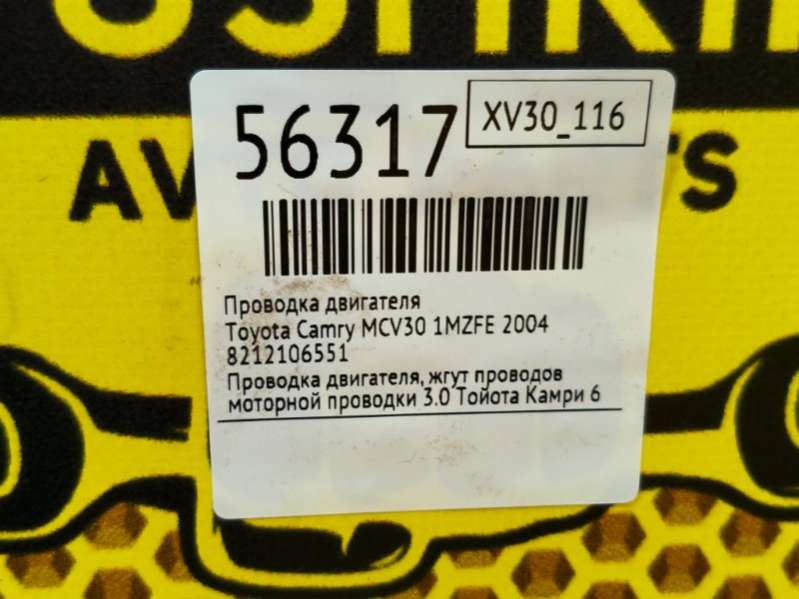 56317
XV30_116
Проводка двигателя
Toyota Camry MCV30 1MZFE 2004
8212106551
Проводка двигателя, жгут проводов
моторной проводки 3.0 Тойота Камри 6